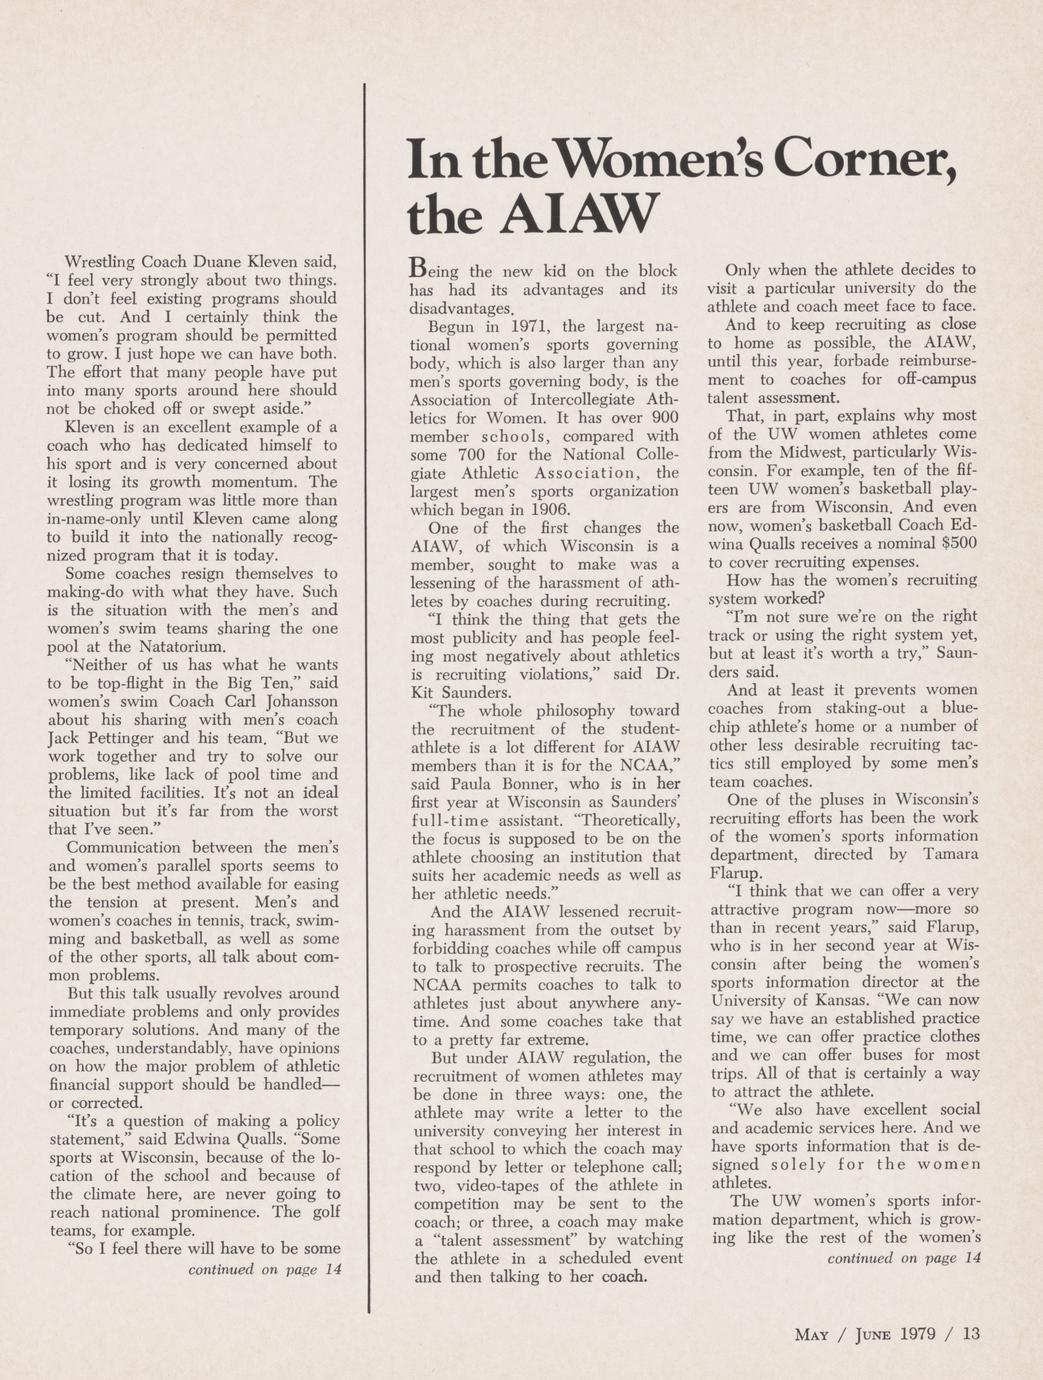 Wrestling Coach Duane Kleven said,
“I feel very strongly about two things.
I don’t feel existing programs should
be cut. And I certainly think the
women’s program should be permitted
to grow. I just hope we can have both.
The effort that many people have put
into many sports around here should
not be choked off or swept aside.”
Kleven is an excellent example of a
coach who has dedicated himself to
his sport and is very concerned about
it losing its growth momentum. The
wrestling program was little more than
in-name-only until Kleven came along
to build it into the nationally recog-
nized program that it is today.
Some coaches resign themselves to
making-do with what they have. Such
is the situation with the men’s and
women’s swim teams sharing the one
pool at the Natatorium.
“Neither of us has what he wants
to be top-flight in the Big Ten,” said
women’s swim Coach Carl Johansson
about his sharing with men’s coach
Jack Pettinger and his team. “But we
work together and try to solve our
problems, like lack of pool time and
the limited facilities. It’s not an ideal
situation but it’s far from the worst
that I’ve seen.”
Communication between the men’s
and women’s parallel sports seems to
be the best method available for easing
the tension at present. Men’s and
women’s coaches in tennis, track, swim-
ming and basketball, as well as some
of the other sports, all talk about com-
mon problems.
But this talk usually revolves around
immediate problems and only provides
temporary solutions. And many of the
coaches, understandably, have opinions
on how the major problem of athletic
financial support should be handled—
or corrected.
“It’s a question of making a policy
statement,” said Edwina Qualls. “Some
sports at Wisconsin, because of the lo-
cation of the school and because of
the climate here, are never going to
reach national prominence. The golf
teams, for example.
“So I feel there will have to be some
continued on page 14
In the Women’s Corner,
the AIAW
Being the new kid on the block
has had its advantages and its
disadvantages.
Begun in 1971, the largest na-
tional women’s sports governing
body, which is also larger than any
men’s sports governing body, is the
Association of Intercollegiate Ath-
letics for Women. It has over 900
member schools, compared with
some 700 for the National Colle-
giate Athletic Association, the
largest men’s sports organization
which began in 1906.
One of the first changes the
AIAW, of which Wisconsin is a
member, sought to make was a
lessening of the harassment of ath-
letes by coaches during recruiting.
“I think the thing that gets the
most publicity and has people feel-
ing most negatively about athletics
is recruiting violations,” said Dr.
Kit Saunders.
“The whole philosophy toward
the recruitment of the student-
athlete is a lot different for AIAW
members than it is for the NCAA,”
said Paula Bonner, who is in her
first year at Wisconsin as Saunders’
full-time assistant. “Theoretically,
the focus is supposed to be on the
athlete choosing an institution that
suits her academic needs as well as
her athletic needs.”
And the AIAW lessened recruit-
ing harassment from the outset by
forbidding coaches while off campus
to talk to prospective recruits. The
NCAA permits coaches to talk to
athletes just about anywhere any-
time. And some coaches take that
to a pretty far extreme.
But under AIAW regulation, the
recruitment of women athletes may
be done in three ways: one, the
athlete may write a letter to the
university conveying her interest in
that school to which the coach may
respond by letter or telephone call;
two, video-tapes of the athlete in
competition may be sent to the
coach; or three, a coach may make
a “talent assessment” by watching
the athlete in a scheduled event
and then talking to her coach.
Only when the athlete decides to
visit a particular university do the
athlete and coach meet face to face.
And to keep recruiting as close
to home as possible, the AIAW,
until this year, forbade reimburse-
ment to coaches for off-campus
talent assessment.
That, in part, explains why most
of the UW women athletes come
from the Midwest, particularly Wis-
consin. For example, ten of the fif-
teen UW women’s basketball play-
ers are from Wisconsin. And even
now, women’s basketball Coach Ed-
wina Qualls receives a nominal $500
to cover recruiting expenses.
How has the women’s recruiting
system worked?
“I’m not sure we’re on the right
track or using the right system yet,
but at least it’s worth a try,” Saun-
ders said.
And at least it prevents women
coaches from staking-out a blue-
chip athlete’s home or a number of
other less desirable recruiting tac-
tics still employed by some men’s
team coaches.
One of the pluses in Wisconsin’s
recruiting efforts has been the work
of the women’s sports information
department, directed by Tamara
Flarup.
“I think that we can offer a very
attractive program now—more so
than in recent years,” said Flarup,
who is in her second year at Wis-
consin after being the women’s
sports information director at the
University of Kansas. “We can now
say we have an established practice
time, we can offer practice clothes
and we can offer buses for most
trips. All of that is certainly a way
to attract the athlete.
“We also have excellent social
and academic services here. And we
have sports information that is de-
signed solely for the women
athletes.
The UW women’s sports infor-
mation department, which is grow-
ing like the rest of the women’s
continued on page 14
May / June 1979 / 13